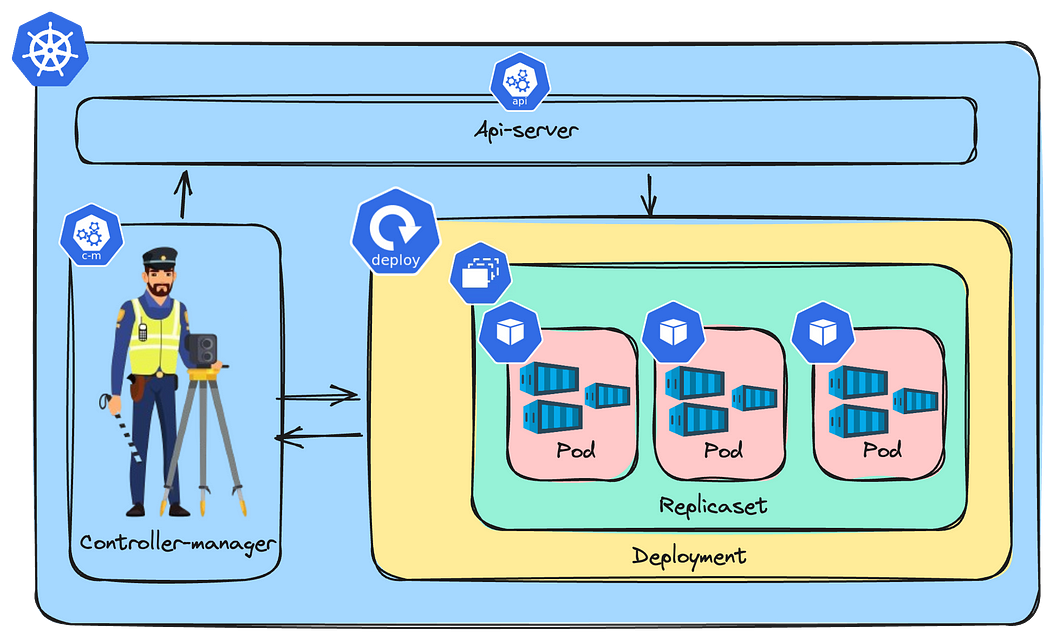 api
Api-server
c-m
deploy
Pod
Pod
Pod
Replicaset
Controller-manager
Deployment